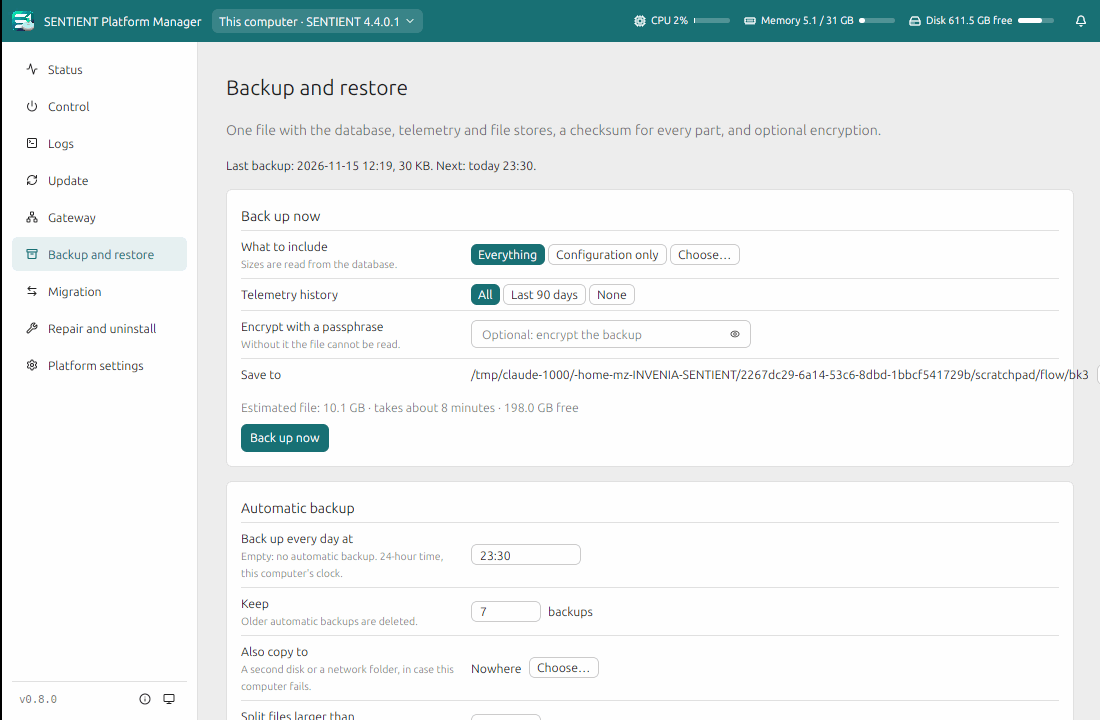 SENTIENT Platform Manager
This computer · SENTIENT 4.4.0.1
CPU 2%
Memory 5.1 / 31 GB
Disk 611.5 GB free
Status
Control
Logs
Update
Gateway
Backup and restore
Migration
Repair and uninstall
Platform settings
v0.8.0
Backup and restore
One file with the database, telemetry and file stores, a checksum for every part, and optional encryption.
Last backup: 2026-11-15 12:19, 30 KB. Next: today 23:30.
Back up now
What to include
Sizes are read from the database.
Everything
Configuration only
Choose...
Telemetry history
All
Last 90 days
None
Encrypt with a passphrase
Without it the file cannot be read.
Optional: encrypt the backup
Save to
/tmp/claude-1000/-home-mz-INVENIA-SENTIENT/2267dc29-6a14-53c6-8dbd-1bbcf541729b/scratchpad/flow/bk3
Estimated file: 10.1 GB · takes about 8 minutes · 198.0 GB free
Back up now
Automatic backup
Back up every day at
Empty: no automatic backup. 24-hour time,
this computer's clock.
23:30
Keep
Older automatic backups are deleted.
7
backups
Also copy to
A second disk or a network folder, in case this
computer fails.
Nowhere
Choose...
Split files larger than